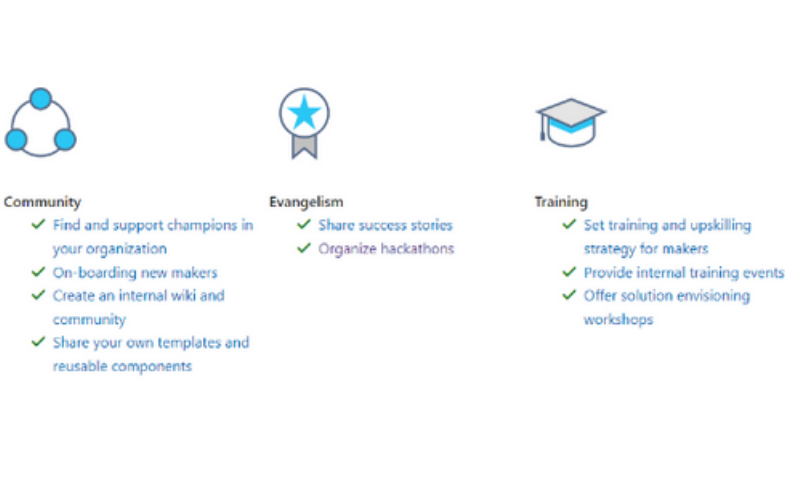 Community
Find and support champions in
your organization
On-boarding new makers
Create an internal wiki and
community
Share your own templates and
reusable components
Evangelism
Share success stories
Organize hackathons
Training
Set training and upskilling
strategy for makers
Provide internal training events
Offer solution envisioning
workshops